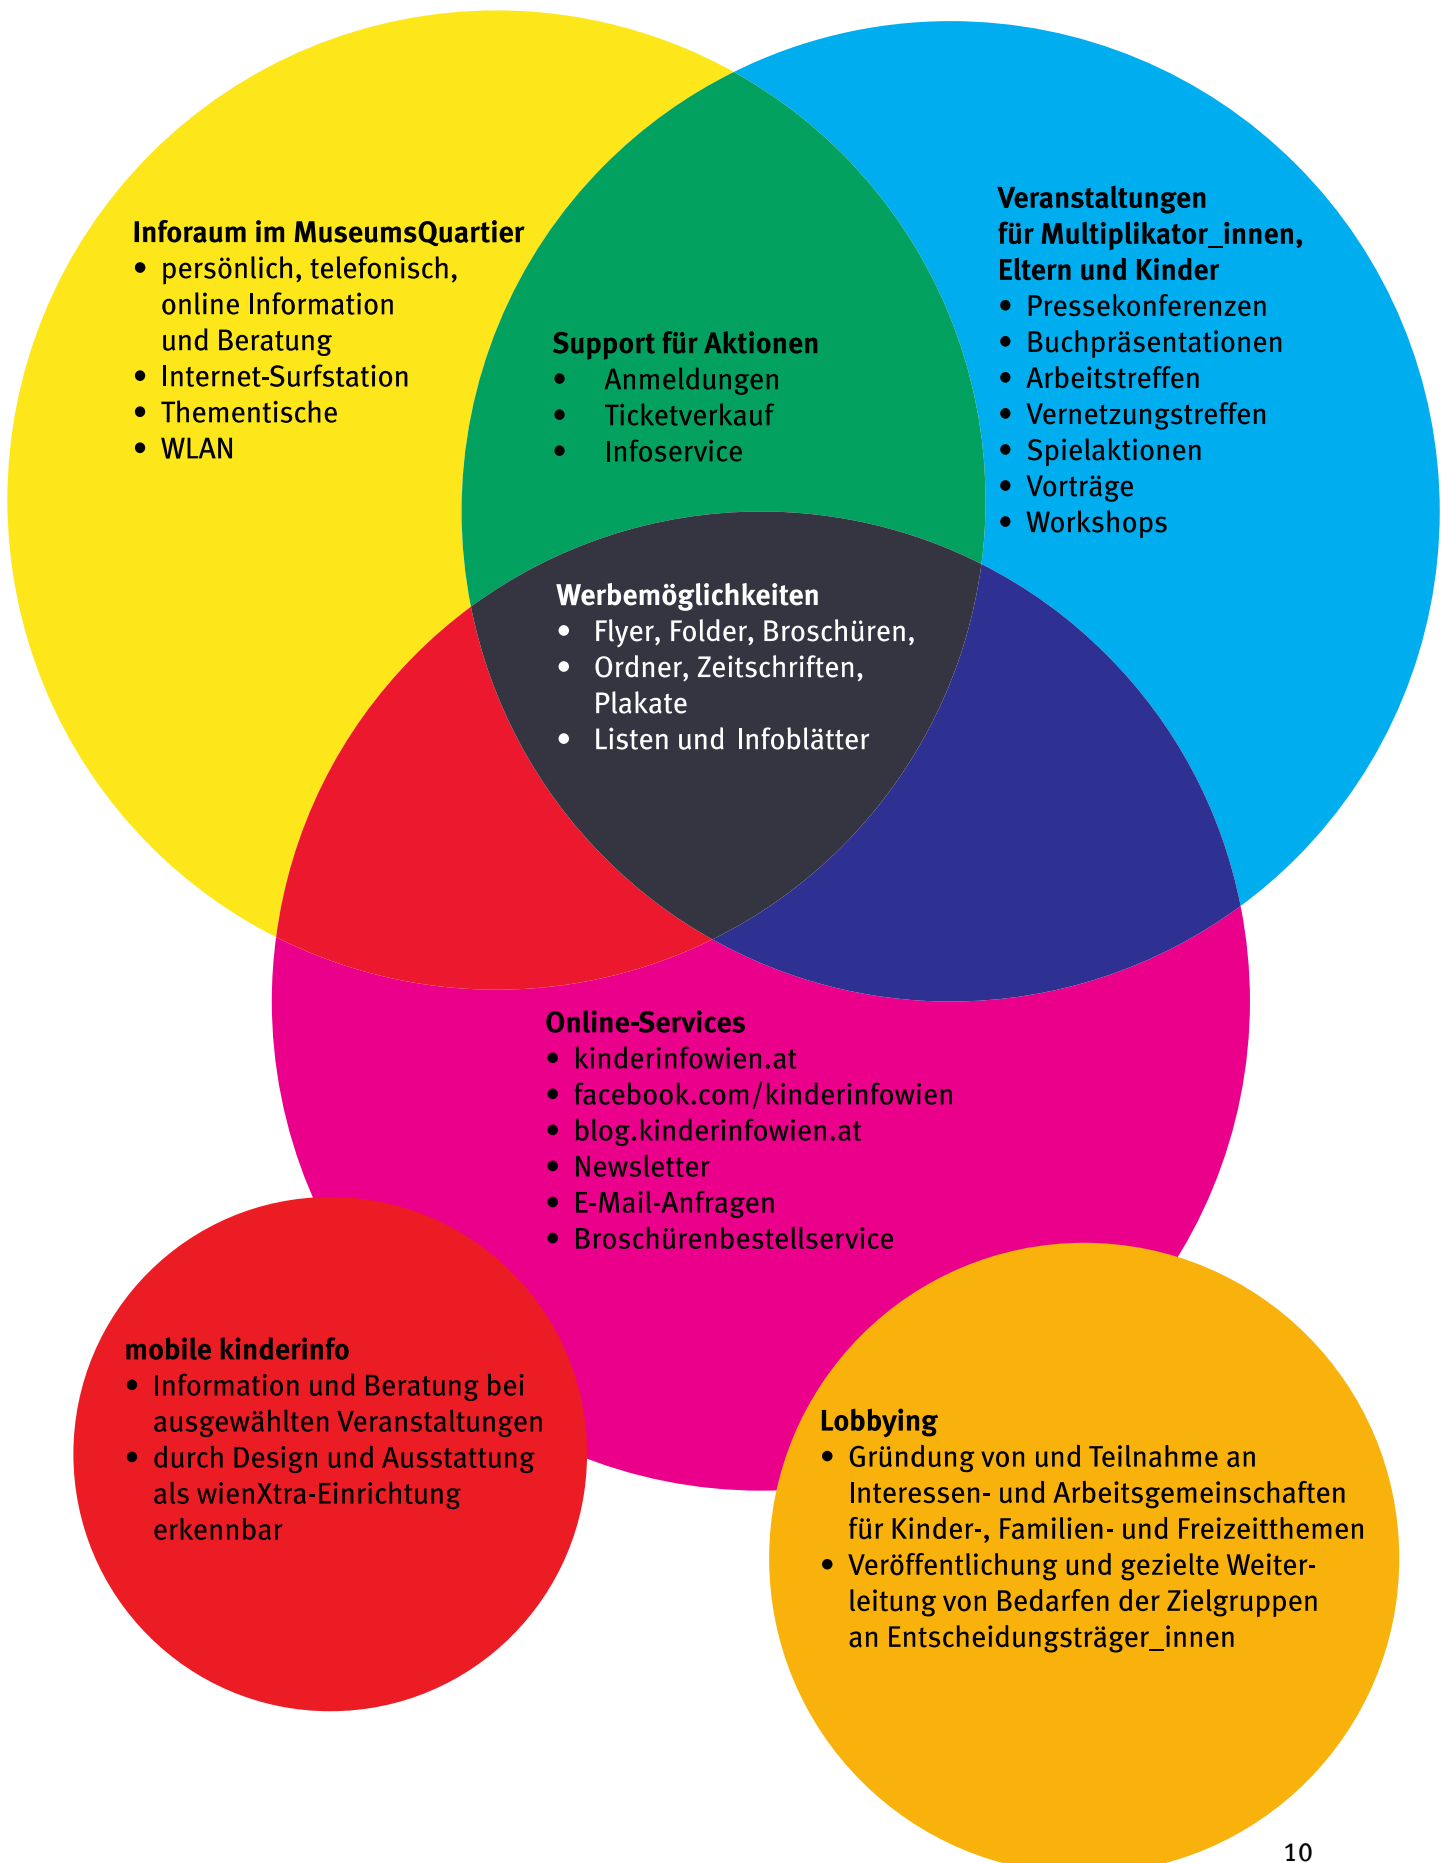 Inforaum im MuseumsQuartier
• persönlich, telefonisch,
online Information
und Beratung
• Internet-Surfstation
• Thementische
• WLAN
Support für Aktionen
• Anmeldungen
• Ticketverkauf
• Infoservice
Veranstaltungen
für Multiplikator_innen,
Eltern und Kinder
• Pressekonferenzen
• Buchpräsentationen
• Arbeitstreffen
• Vernetzungstreffen
• Spielaktionen
• Vorträge
• Workshops
Werbemöglichkeiten
• Flyer, Folder, Broschüren,
• Ordner, Zeitschriften,
Plakate
• Listen und Infoblätter
Online-Services
• kinderinfowien.at
• facebook.com/kinderinfowien
• blog.kinderinfowien.at
• Newsletter
• E-Mail-Anfragen
• Broschürenbestellservice
mobile kinderinfo
• Information und Beratung bei
ausgewählten Veranstaltungen
• durch Design und Ausstattung
als wienXtra-Einrichtung
erkennbar
Lobbying
• Gründung von und Teilnahme an
Interessen- und Arbeitsgemeinschaften
für Kinder-, Familien- und Freizeitthemen
• Veröffentlichung und gezielte Weiter-
leitung von Bedarfen der Zielgruppen
an Entscheidungsträger_innen
10